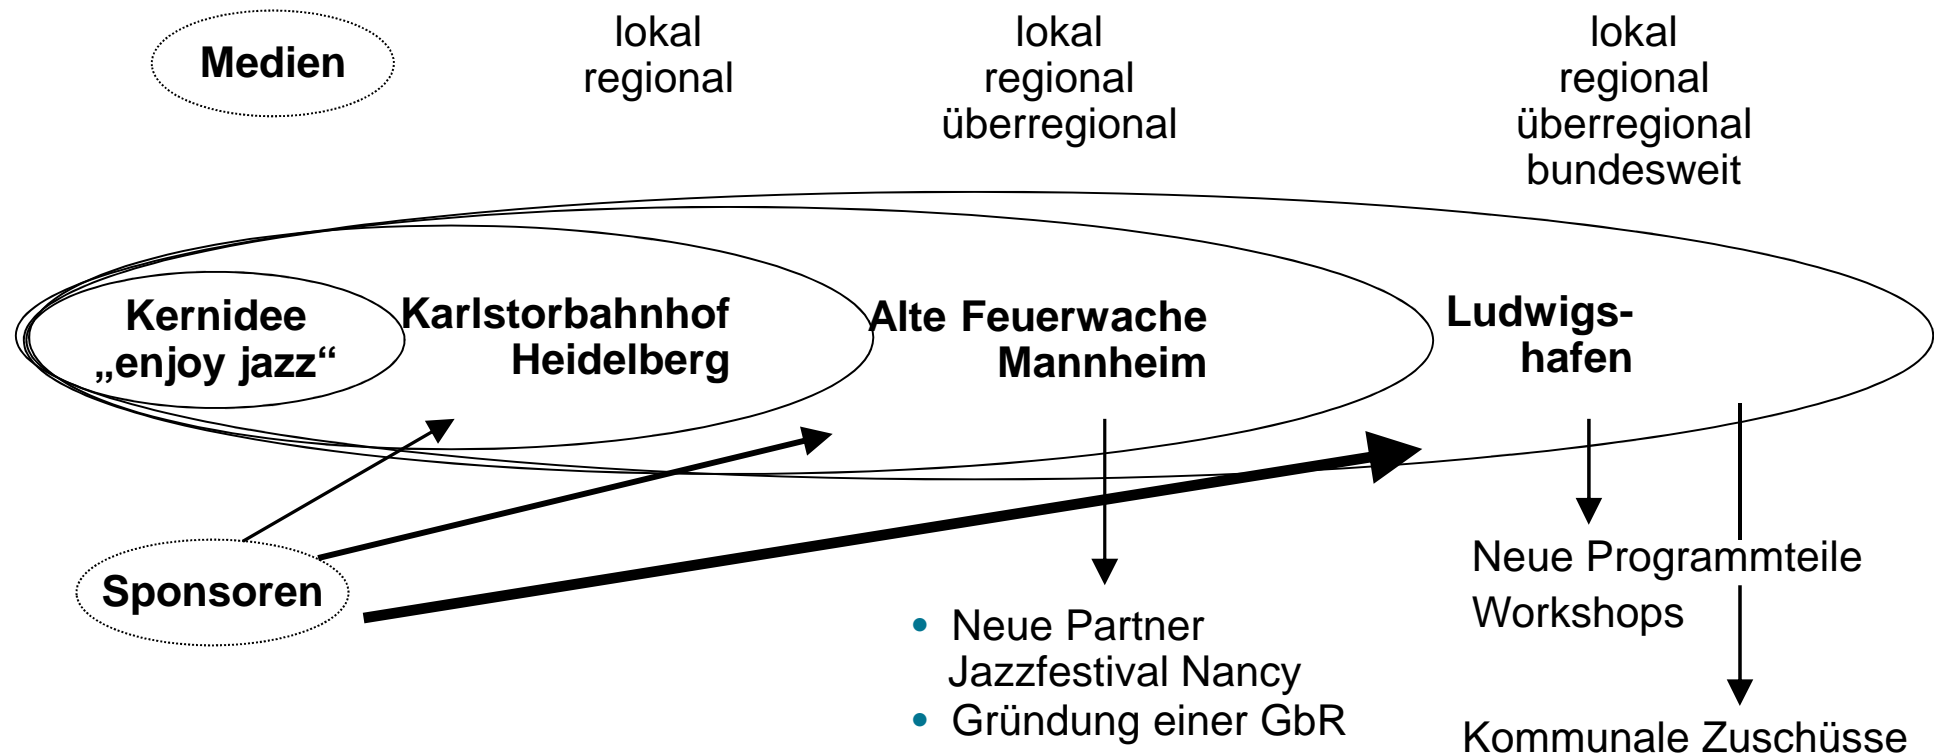 Medien
lokal
regional
lokal
regional
überregional
lokal
regional
überregional
bundesweit
Kernidee
„enjoy jazz“
Karlstorbahnhof
Heidelberg
Alte Feuerwache
Mannheim
Ludwigs-
hafen
Sponsoren
• Neue Partner
Jazzfestival Nancy
• Gründung einer GbR
Neue Programmteile
Workshops
Kommunale Zuschüsse